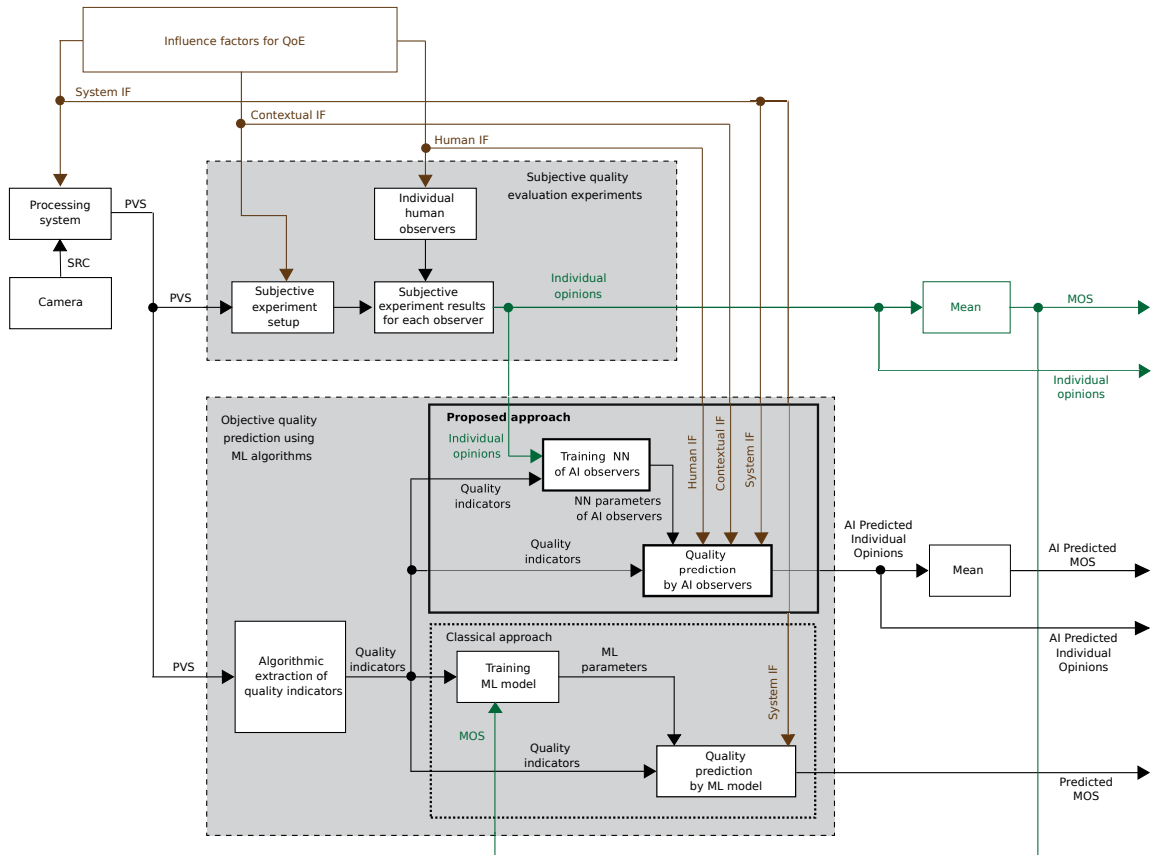 Influence factors for QoE
System IF
Contextual IF
Human IF
Subjective quality
evaluation experiments
Processing
system
PVS
Individual
human
observers
SRC
Camera
PVS
Subjective
experiment
setup
Subjective
experiment results
for each observer
Individual
opinions
Mean
MOS
Individual
opinions
Objective quality
prediction using
ML algorithms
Proposed approach
Individual
opinions
Training NN
of AI observers
Quality
indicators
NN parameters
of AI observers
Human IF
Contextual IF
System IF
Quality
indicators
Quality
prediction
by AI observers
AI Predicted
Individual
Opinions
Mean
AI Predicted
MOS
AI Predicted
Individual
Opinions
PVS
Algorithmic
extraction of
quality indicators
Quality
indicators
Classical approach
Training
ML model
ML
parameters
System IF
MOS
Quality
indicators
Quality
prediction
by ML model
Predicted
MOS